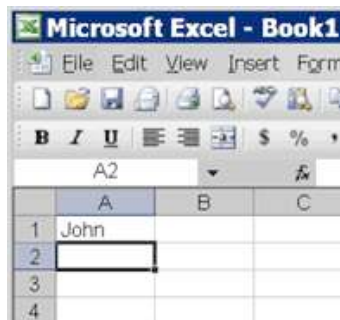 Microsoft Excel - Book1
File Edit View Insert
B I U $ % ,
A2 fx
A B C
1 John
2
3
4